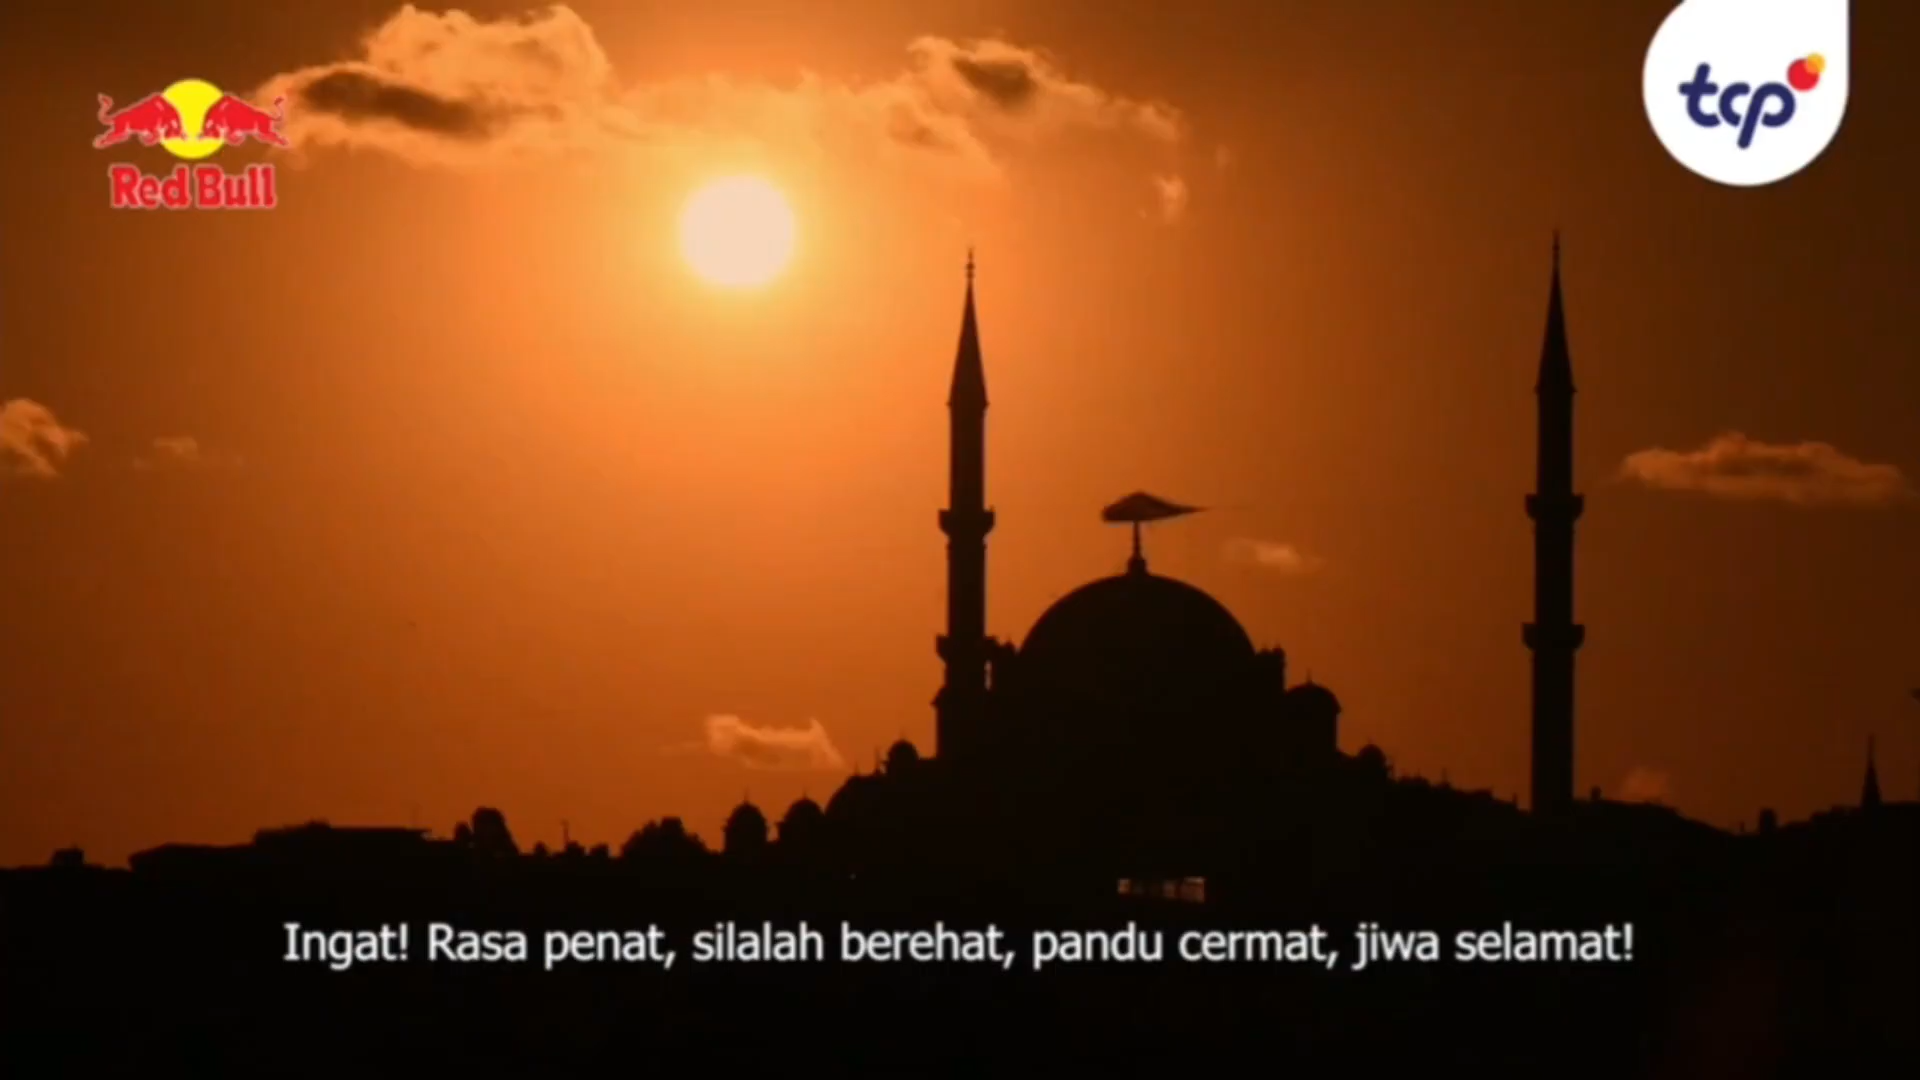 Red Bull
tcp
Ingat! Rasa penat, silalah berehat, pandu cermat, jiwa selamat!